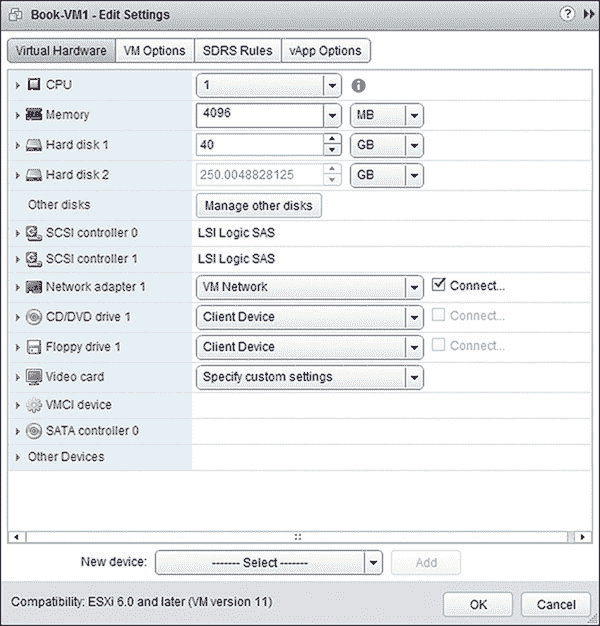 Book-VM1 - Edit Settings
Virtual Hardware VM Options SDRS Rules vApp Options
CPU 1
Memory 4096 MB
Hard disk 1 40 GB
Hard disk 2 250.0048828125 GB
Other disks Manage other disks
SCSI controller 0 LSI Logic SAS
SCSI controller 1 LSI Logic SAS
Network adapter 1 VM Network Connect...
CD/DVD drive 1 Client Device Connect...
Floppy drive 1 Client Device Connect...
Video card Specify custom settings
VMCI device
SATA controller 0
Other Devices
New device: ------- Select ------- Add
Compatibility: ESXi 6.0 and later (VM version 11) OK Cancel